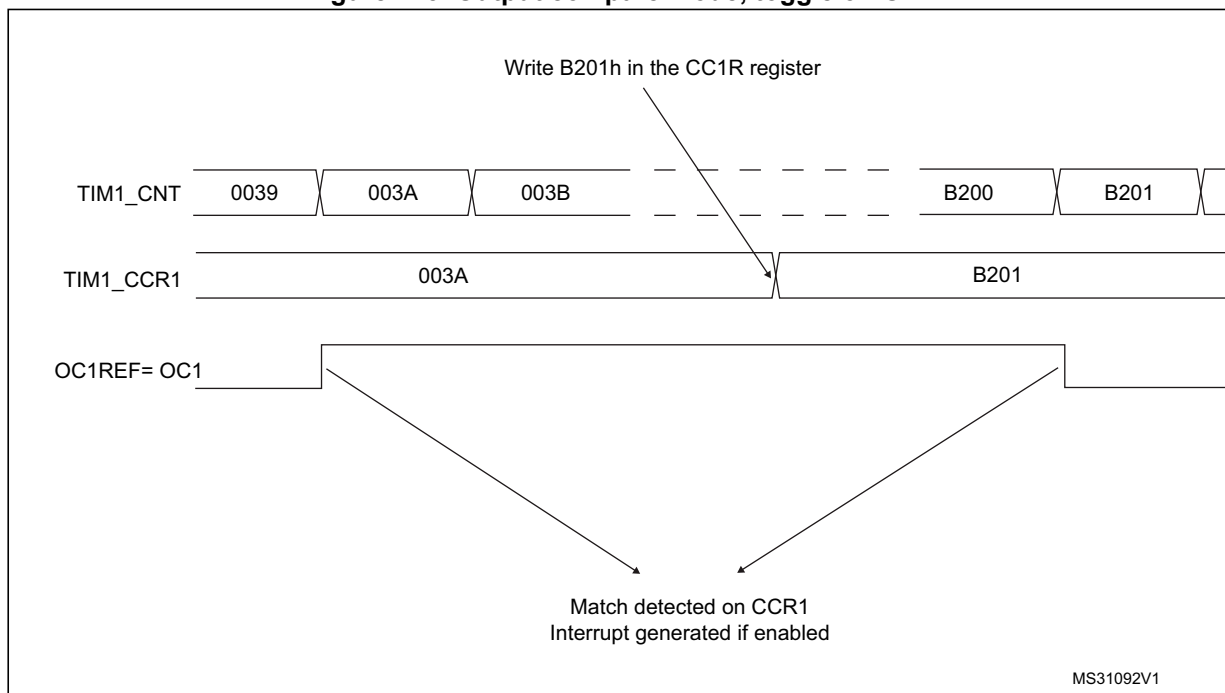 Write B201h in the CC1R register
TIM1_CNT 0039 003A 003B B200 B201
TIM1_CCR1 003A B201
OC1REF= OC1
Match detected on CCR1
Interrupt generated if enabled
MS31092V1